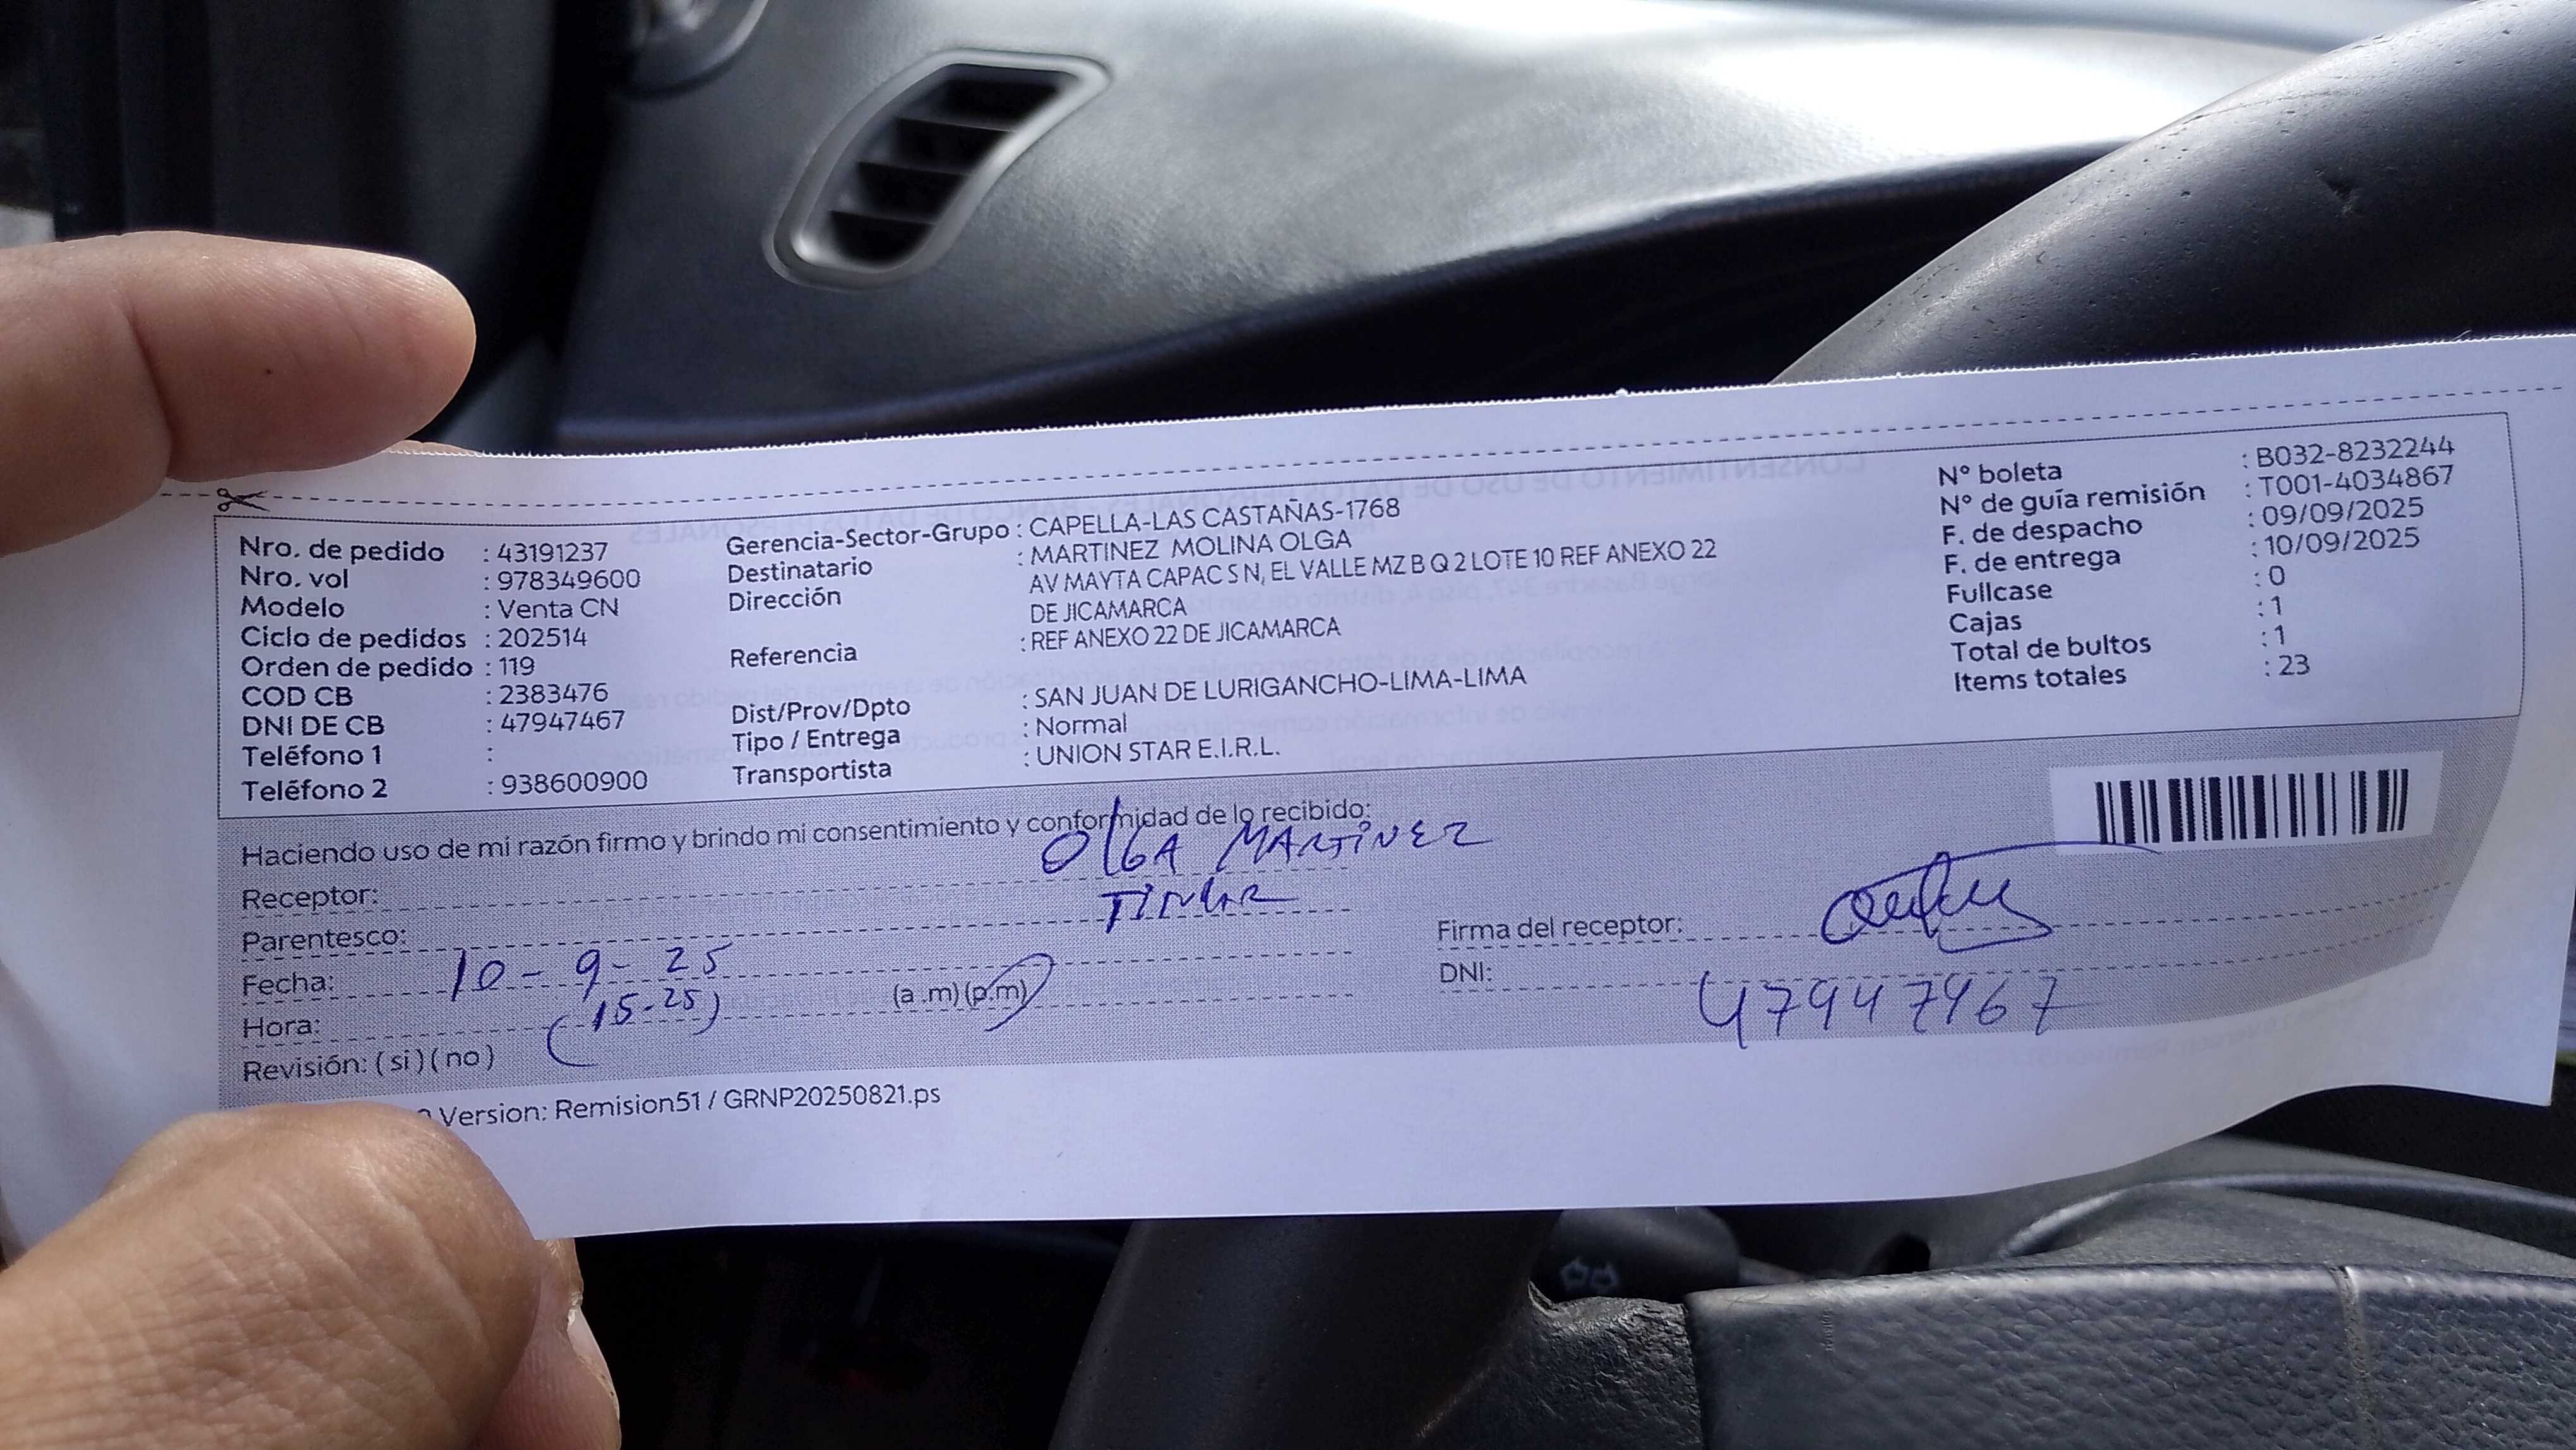 Nro. de pedido : 43191237
Nro. vol : 978349600
Modelo : Venta CN
Ciclo de pedidos : 202514
Orden de pedido : 119
COD CB : 2383476
DNI DE CB : 47947467
Teléfono 1 :
Teléfono 2 : 938600900
Gerencia-Sector-Grupo : CAPELLA-LAS CASTAÑAS-1768
Destinatario : MARTINEZ MOLINA OLGA
Dirección AV MAYTA CAPAC S N, EL VALLE MZ B Q 2 LOTE 10 REF ANEXO 22
DE JICAMARCA
Referencia : REF ANEXO 22 DE JICAMARCA
Dist/Prov/Dpto : SAN JUAN DE LURIGANCHO-LIMA-LIMA
Tipo / Entrega : Normal
Transportista : UNION STAR E.I.R.L.
N° boleta : B032-8232244
N° de guía remisión : T001-4034867
F. de despacho : 09/09/2025
F. de entrega : 10/09/2025
Fullcase : 0
Cajas : 1
Total de bultos : 1
Items totales : 23
Haciendo uso de mi razón firmo y brindo mi consentimiento y conformidad de lo recibido:
Receptor: OLGA MARTINEZ
Parentesco:
Fecha: 10-9-25
Hora: (15-25) (a .m) (p.m)
Revisión: ( si ) ( no )
Firma del receptor:
DNI: 47947467
Version: Remision51 / GRNP20250821.ps